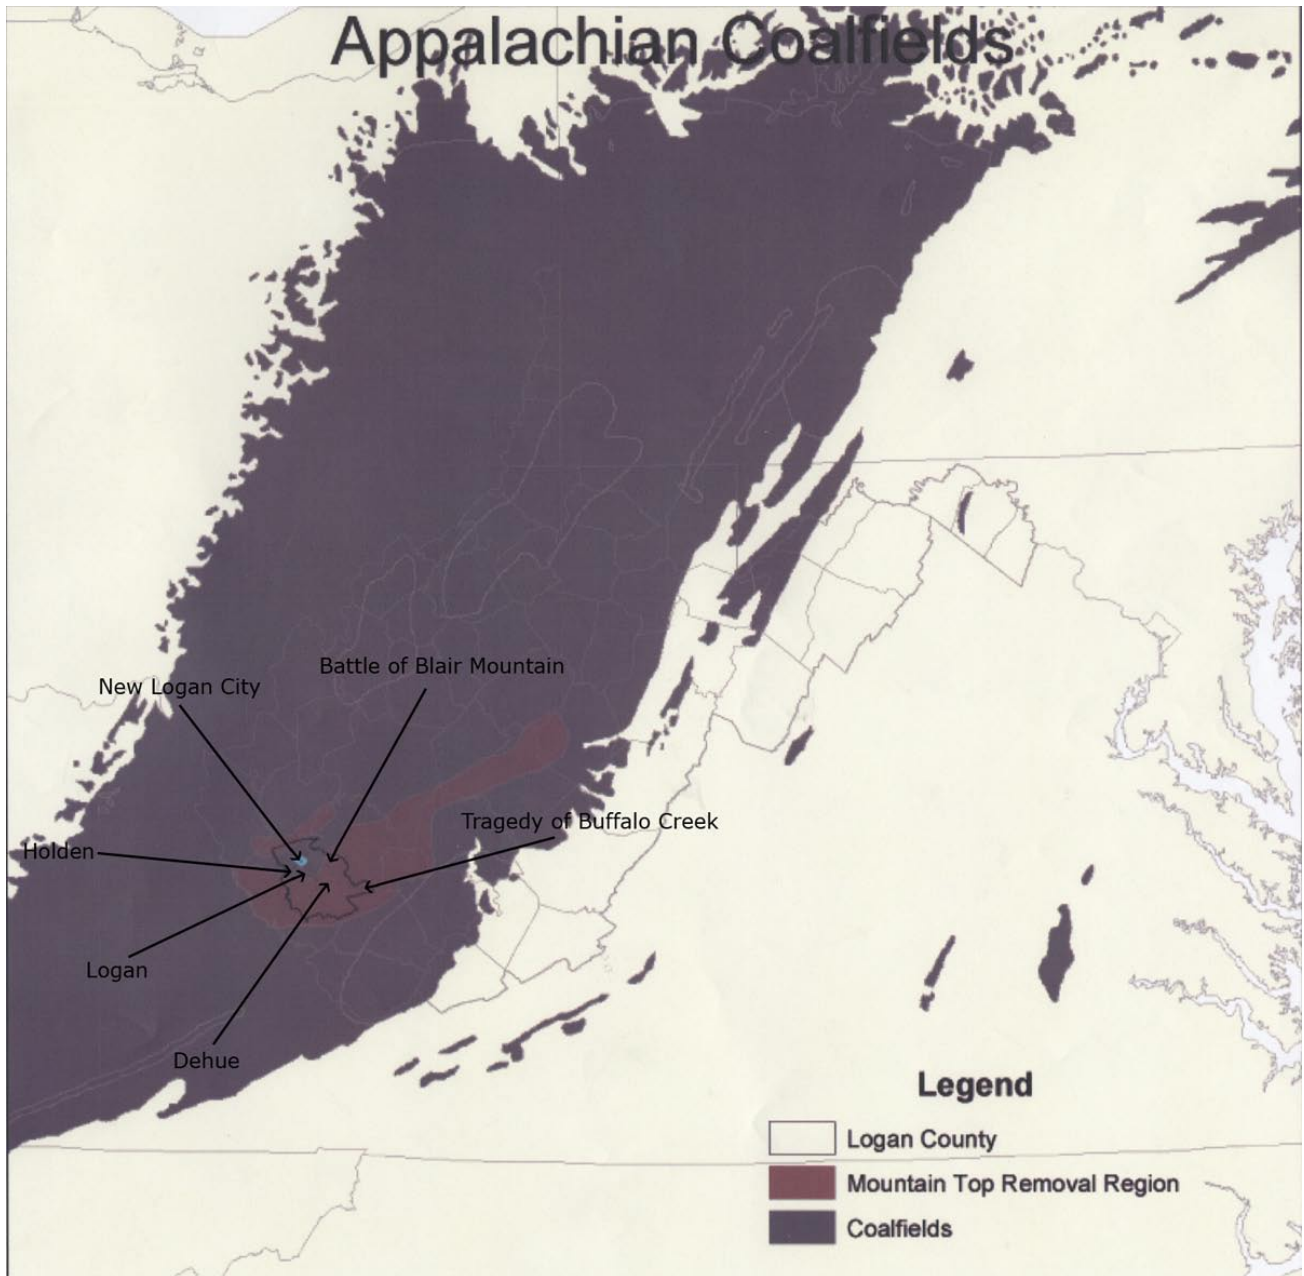 Appalachian Coalfields
Battle of Blair Mountain
New Logan City
Tragedy of Buffalo Creek
Holden
Logan
Dehue
Legend
Logan County
Mountain Top Removal Region
Coalfields